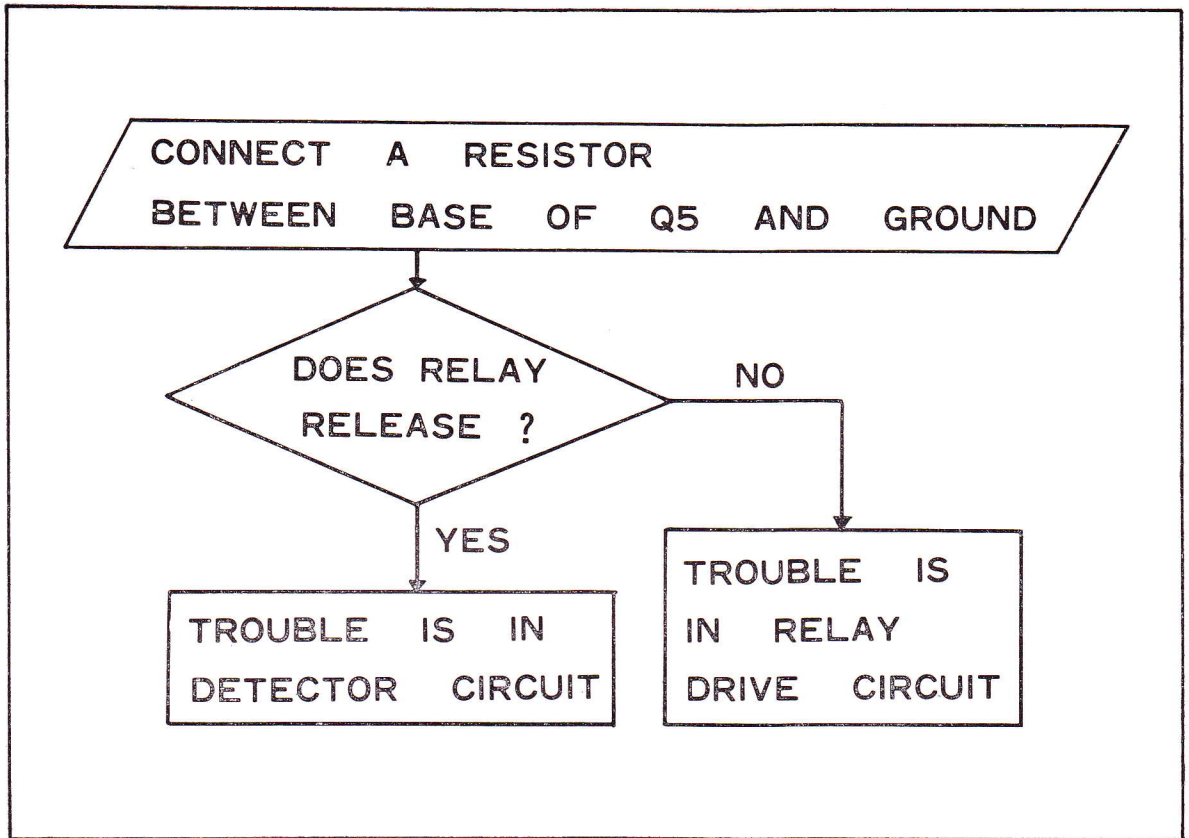 CONNECT A RESISTOR
BETWEEN BASE OF Q5 AND GROUND
DOES RELAY
RELEASE ?
NO
YES
TROUBLE IS IN
DETECTOR CIRCUIT
TROUBLE IS
IN RELAY
DRIVE CIRCUIT